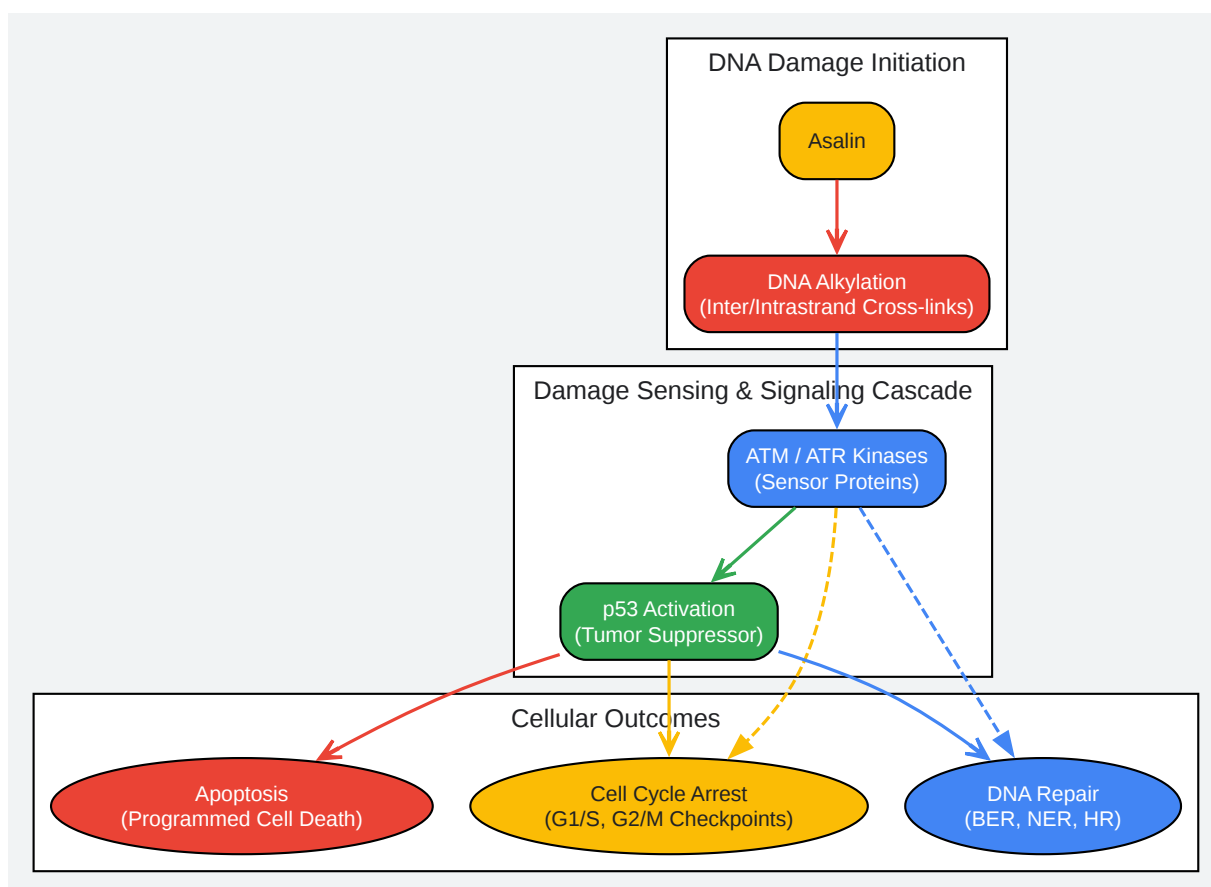 DNA Damage Initiation
Asalin
DNA Alkylation
(Inter/Intrastrand Cross-links)
Damage Sensing & Signaling Cascade
ATM / ATR Kinases
(Sensor Proteins)
p53 Activation
(Tumor Suppressor)
Cellular Outcomes
Apoptosis
(Programmed Cell Death)
Cell Cycle Arrest
(G1/S, G2/M Checkpoints)
DNA Repair
(BER, NER, HR)